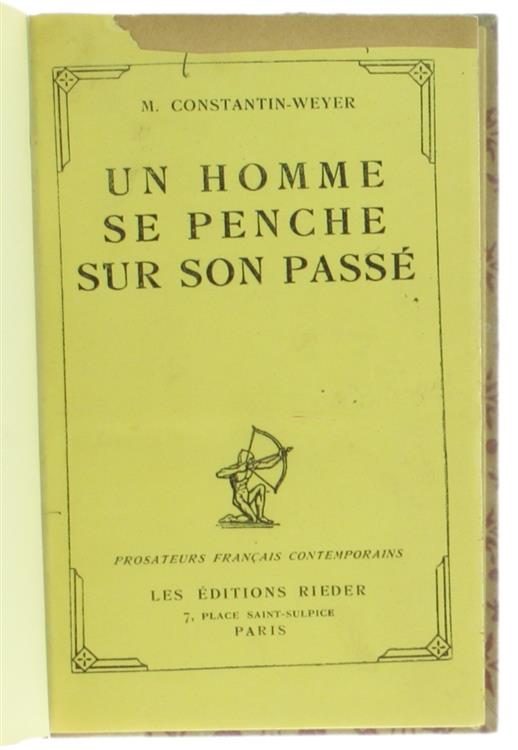 M. CONSTANTIN-WEYER
UN HOMME
SE PENCHE
SUR SON PASSÉ
PROSATEURS FRANÇAIS CONTEMPORAINS
LES ÉDITIONS RIEDER
7, PLACE SAINT-SULPICE
PARIS